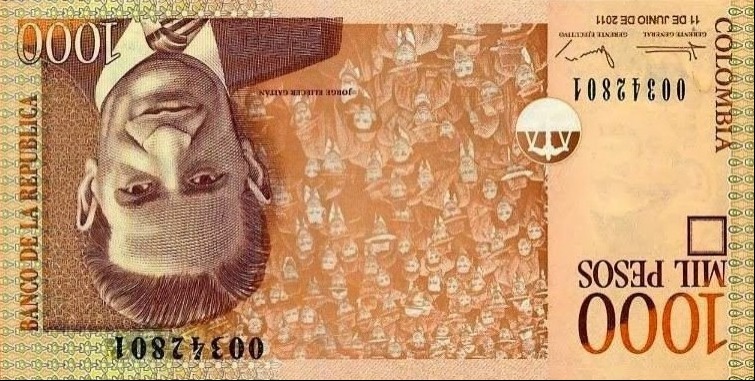 1000
MIL PESOS
00342801
BANCO DE LA REPUBLICA
JORGE ELIECER GAITÁN
00342801
GERENTE GENERAL
GERENTE EJECUTIVO
11 DE JUNIO DE 2011
COLOMBIA
1000